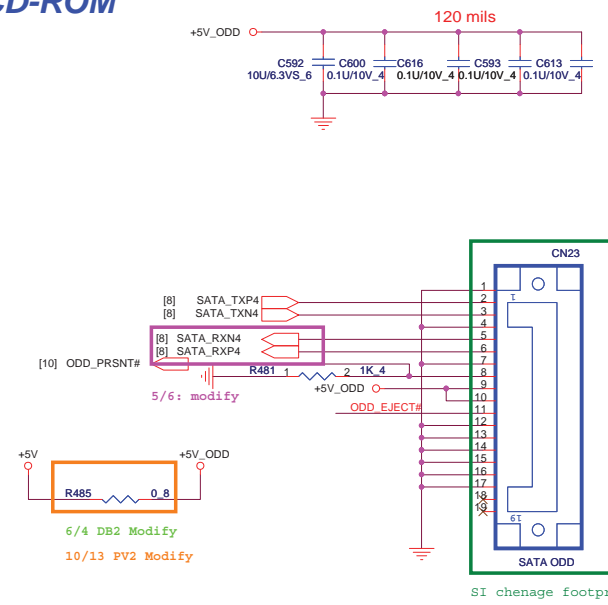 CD-ROM
120 mils
+5V_ODD
C592 C600 C616 C593 C613
10U/6.3VS_6 0.1U/10V_4 0.1U/10V_4 0.1U/10V_4 0.1U/10V_4
CN23
[8] SATA_TXP4
[8] SATA_TXN4
[8] SATA_RXN4
[8] SATA_RXP4
[10] ODD_PRSNT#
R481 1 2 1K_4
+5V_ODD
5/6: modify
ODD_EJECT#
1
2
3
4
5
6
7
8
9
10
11
12
13
14
15
16
17
18
19
1
19
SATA ODD
+5V +5V_ODD
R485 0_8
6/4 DB2 Modify
10/13 PV2 Modify
SI chenage footpr